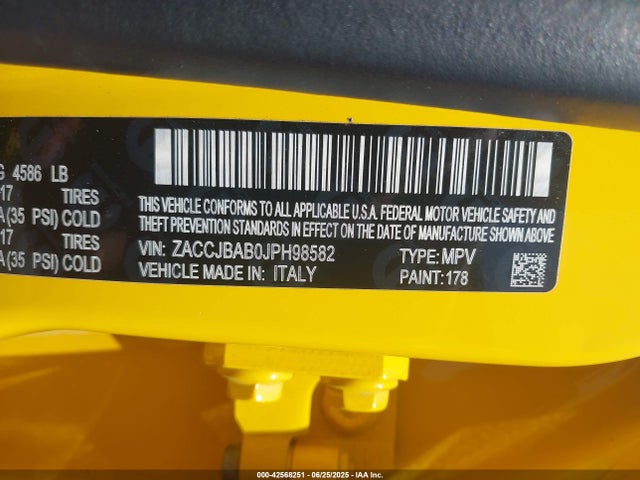 G 4586 LB
17 TIRES
A(35 PSI) COLD
17 TIRES
A(35 PSI) COLD
THIS VEHICLE CONFORMS TO ALL APPLICABLE U.S.A. FEDERAL MOTOR VEHICLE SAFETY AND
THEFT PREVENTION STANDARDS IN EFFECT ON THE DATE OF MANUFACTURE SHOWN ABOVE
VIN: ZACCJBAB0JPH98582 TYPE: MPV
VEHICLE MADE IN: ITALY PAINT: 178
000-42568251 - 06/25/2025 - IAA Inc.